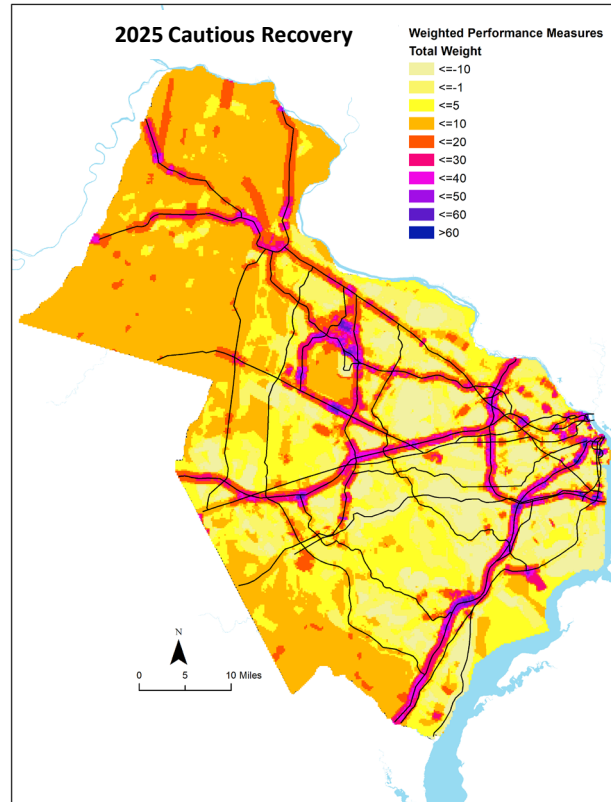 2025 Cautious Recovery
Weighted Performance Measures
Total Weight
<=-10
<=-1
<=5
<=10
<=20
<=30
<=40
<=50
<=60
>60
N
0 5 10 Miles